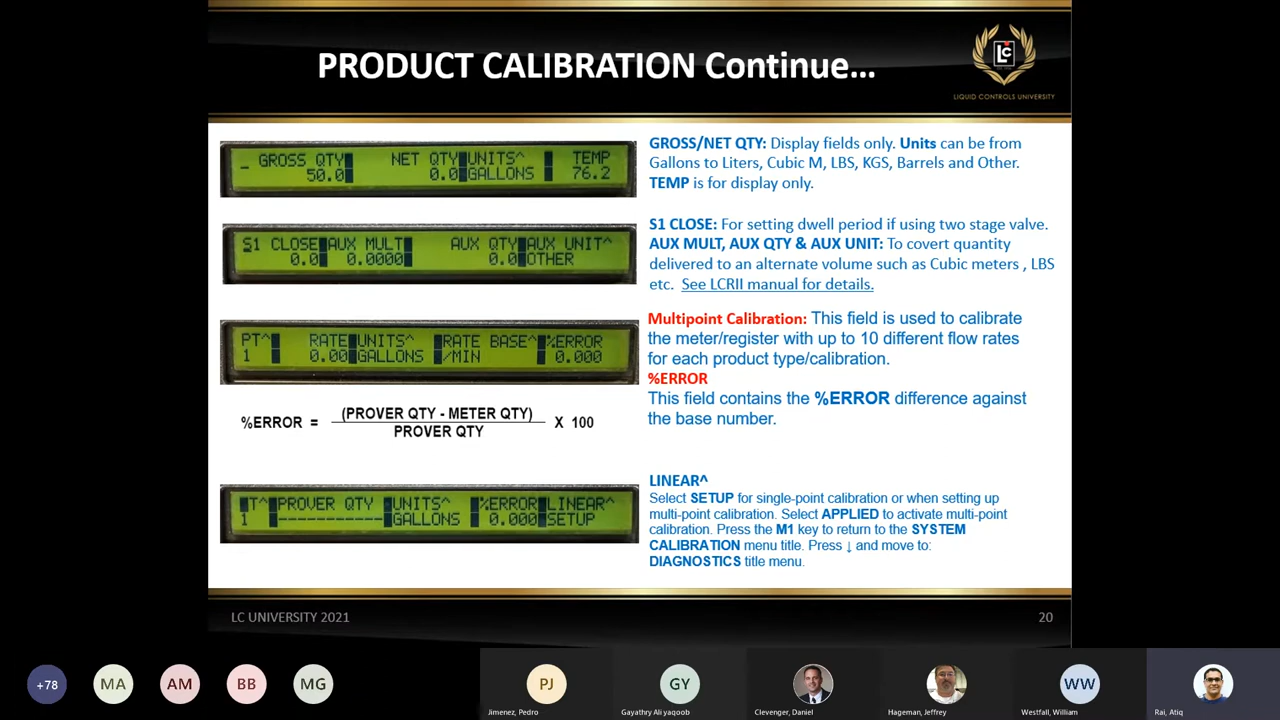 PRODUCT CALIBRATION Continue...
LC
LIQUID CONTROLS UNIVERSITY
GROSS QTY NET QTY UNITS^ TEMP
50.0 0.0 GALLONS 76.2
GROSS/NET QTY: Display fields only. Units can be from
Gallons to Liters, Cubic M, LBS, KGS, Barrels and Other.
TEMP is for display only.
S1 CLOSE AUX MULT AUX QTY AUX UNIT^
0.0 0.0000 0.0 OTHER
S1 CLOSE: For setting dwell period if using two stage valve.
AUX MULT, AUX QTY & AUX UNIT: To covert quantity
delivered to an alternate volume such as Cubic meters , LBS
etc. See LCRII manual for details.
PT^ RATE UNITS^ RATE BASE^ %ERROR
1 0.00 GALLONS /MIN 0.000
Multipoint Calibration: This field is used to calibrate
the meter/register with up to 10 different flow rates
for each product type/calibration.
%ERROR
This field contains the %ERROR difference against
the base number.
%ERROR = (PROVER QTY - METER QTY) X 100
PROVER QTY
T^ PROVER QTY UNITS^ %ERROR LINEAR^
1 ------------ GALLONS 0.000 SETUP
LINEAR^
Select SETUP for single-point calibration or when setting up
multi-point calibration. Select APPLIED to activate multi-point
calibration. Press the M1 key to return to the SYSTEM
CALIBRATION menu title. Press ↓ and move to:
DIAGNOSTICS title menu.
LC UNIVERSITY 2021 20
+78 MA AM BB MG PJ GY WW
Jimenez, Pedro Gayathry Ali yaqoob Clevenger, Daniel Hageman, Jeffrey Westfall, William Rai, Atiq